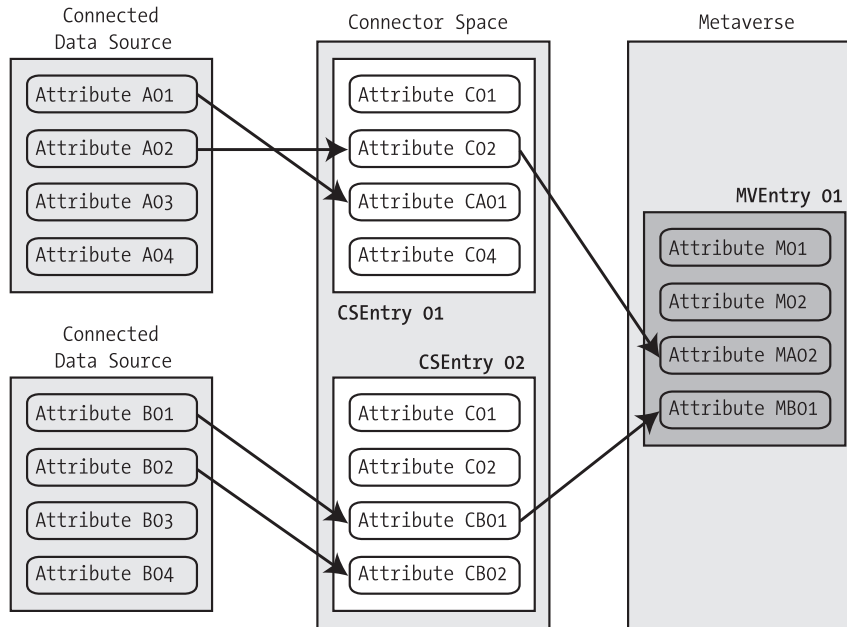 Connected
Data Source
Attribute A01
Attribute A02
Attribute A03
Attribute A04
Connected
Data Source
Attribute B01
Attribute B02
Attribute B03
Attribute B04
Connector Space
Attribute C01
Attribute C02
Attribute CA01
Attribute C04
CSEntry 01
CSEntry 02
Attribute C01
Attribute C02
Attribute CB01
Attribute CB02
Metaverse
MVEntry 01
Attribute M01
Attribute M02
Attribute MA02
Attribute MB01